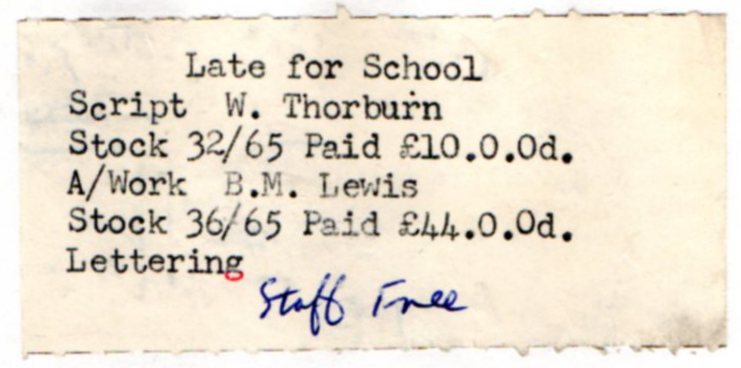 Late for School
Script W. Thorburn
Stock 32/65 Paid £10.0.0d.
A/Work B.M. Lewis
Stock 36/65 Paid £44.0.0d.
Lettering
Staff Free